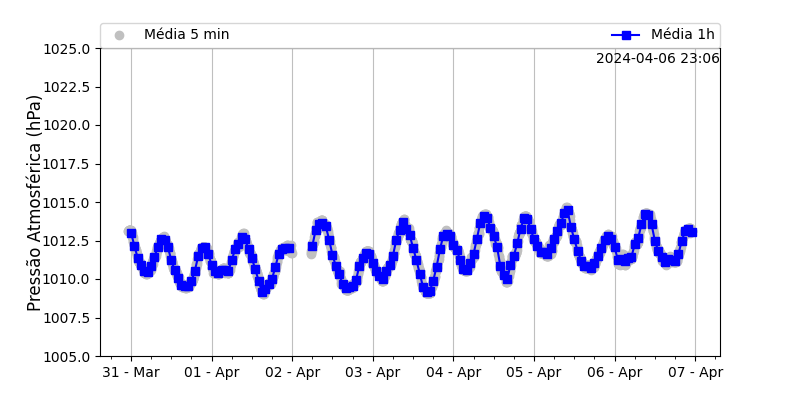 Média 5 min
Média 1h
2024-04-06 23:06
Pressão Atmosférica (hPa)
1025.0
1022.5
1020.0
1017.5
1015.0
1012.5
1010.0
1007.5
1005.0
31 - Mar
01 - Apr
02 - Apr
03 - Apr
04 - Apr
05 - Apr
06 - Apr
07 - Apr